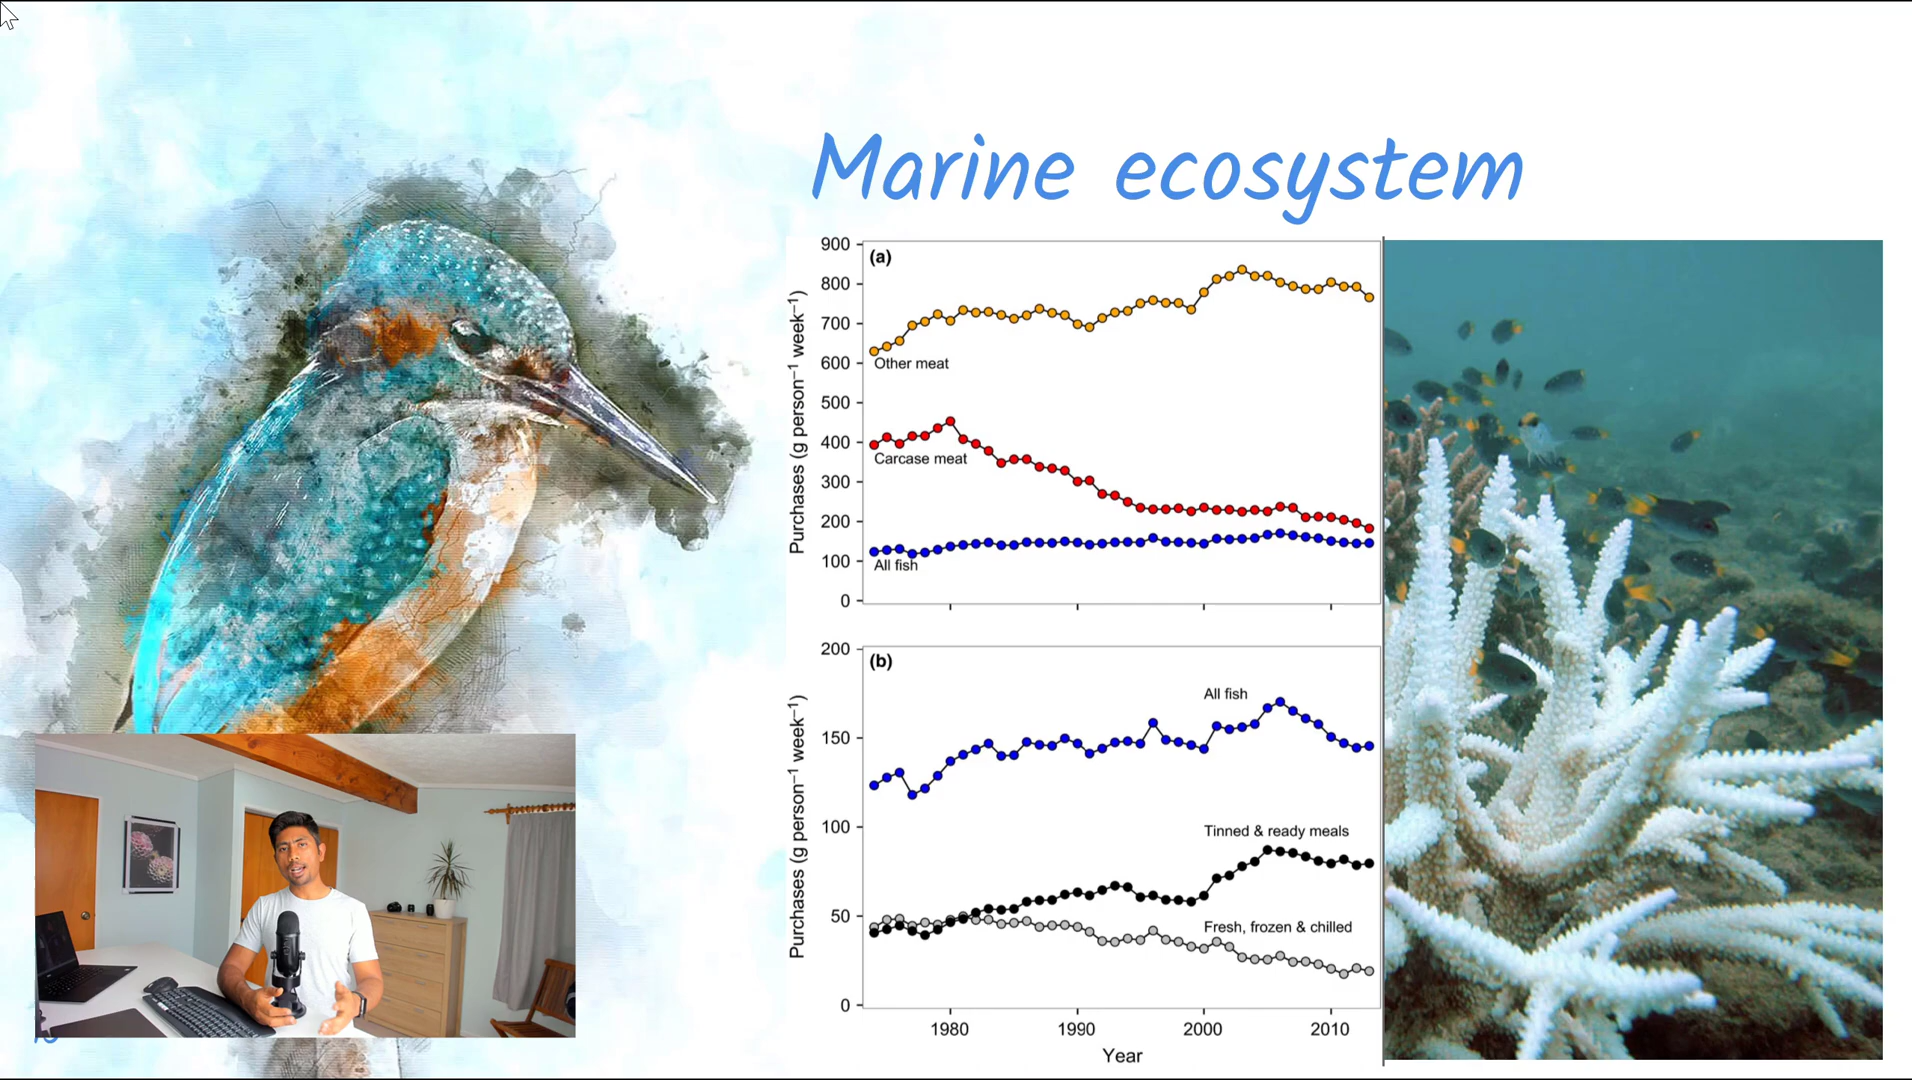 Marine ecosystem
(a)
900
800
700
600
500
400
300
200
100
0
Purchases (g person⁻¹ week⁻¹)
Other meat
Carcase meat
All fish
(b)
200
150
100
50
0
Purchases (g person⁻¹ week⁻¹)
All fish
Tinned & ready meals
Fresh, frozen & chilled
1980 1990 2000 2010
Year